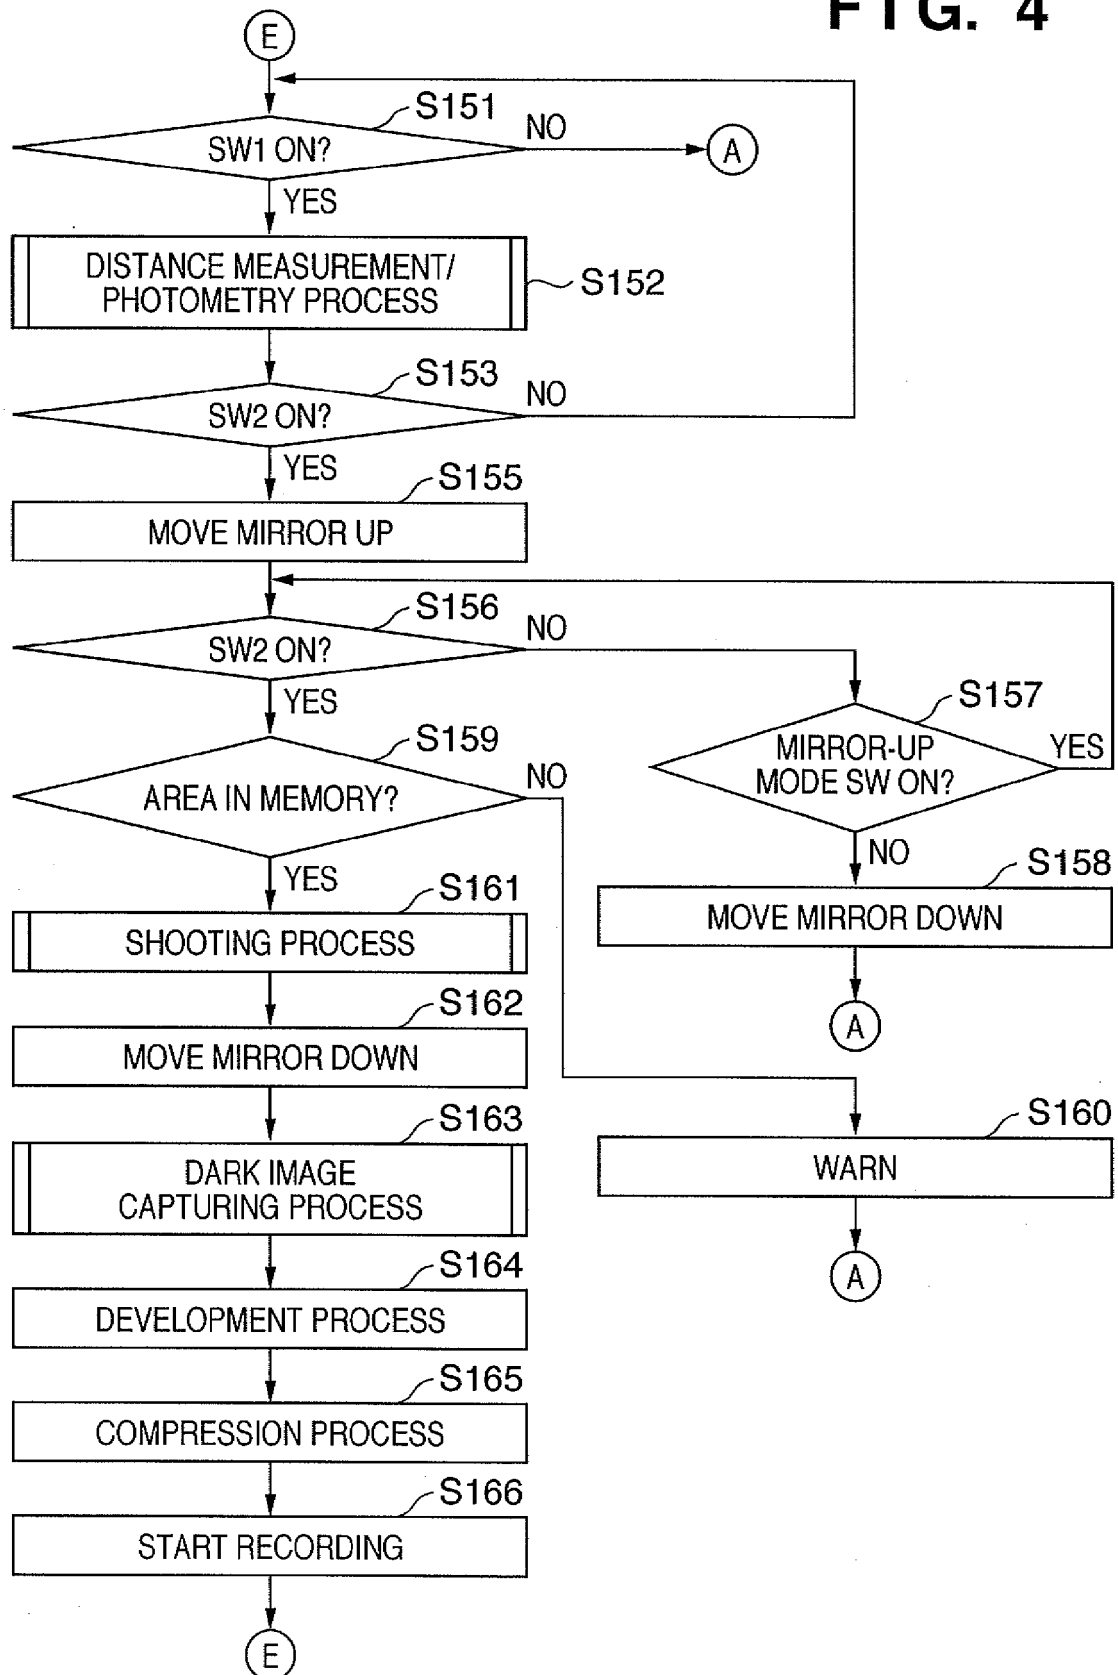 FIG. 4
E
S151
SW1 ON?
NO
A
YES
DISTANCE MEASUREMENT/
PHOTOMETRY PROCESS
S152
S153
SW2 ON?
NO
YES
S155
MOVE MIRROR UP
S156
SW2 ON?
NO
YES
S157
MIRROR-UP
MODE SW ON?
YES
NO
S158
MOVE MIRROR DOWN
A
S159
AREA IN MEMORY?
NO
YES
S160
WARN
A
S161
SHOOTING PROCESS
S162
MOVE MIRROR DOWN
S163
DARK IMAGE
CAPTURING PROCESS
S164
DEVELOPMENT PROCESS
S165
COMPRESSION PROCESS
S166
START RECORDING
E